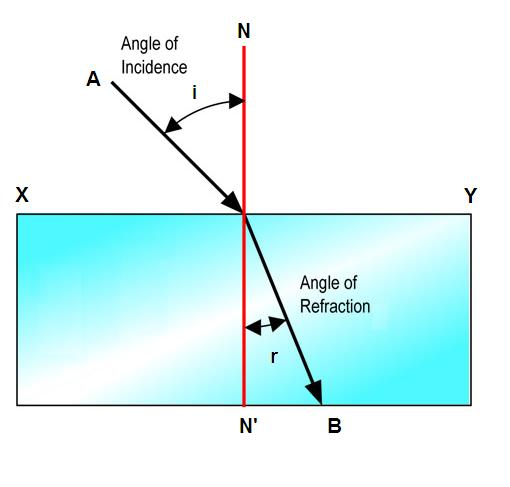 N
Angle of
Incidence
A
i
X
Y
Angle of
Refraction
r
N'
B